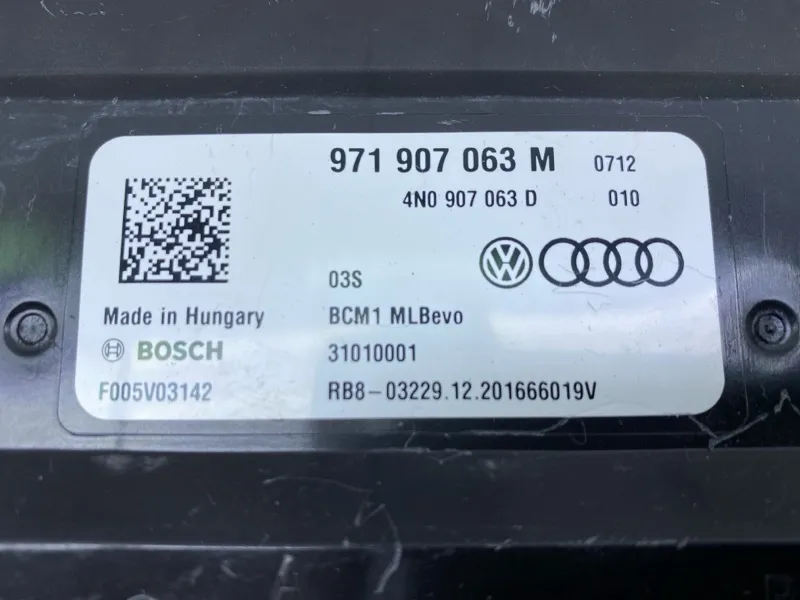 971 907 063 M 0712
4N0 907 063 D 010
03S
Made in Hungary BCM1 MLBevo
BOSCH 31010001
F005V03142 RB8-03229.12.201666019V